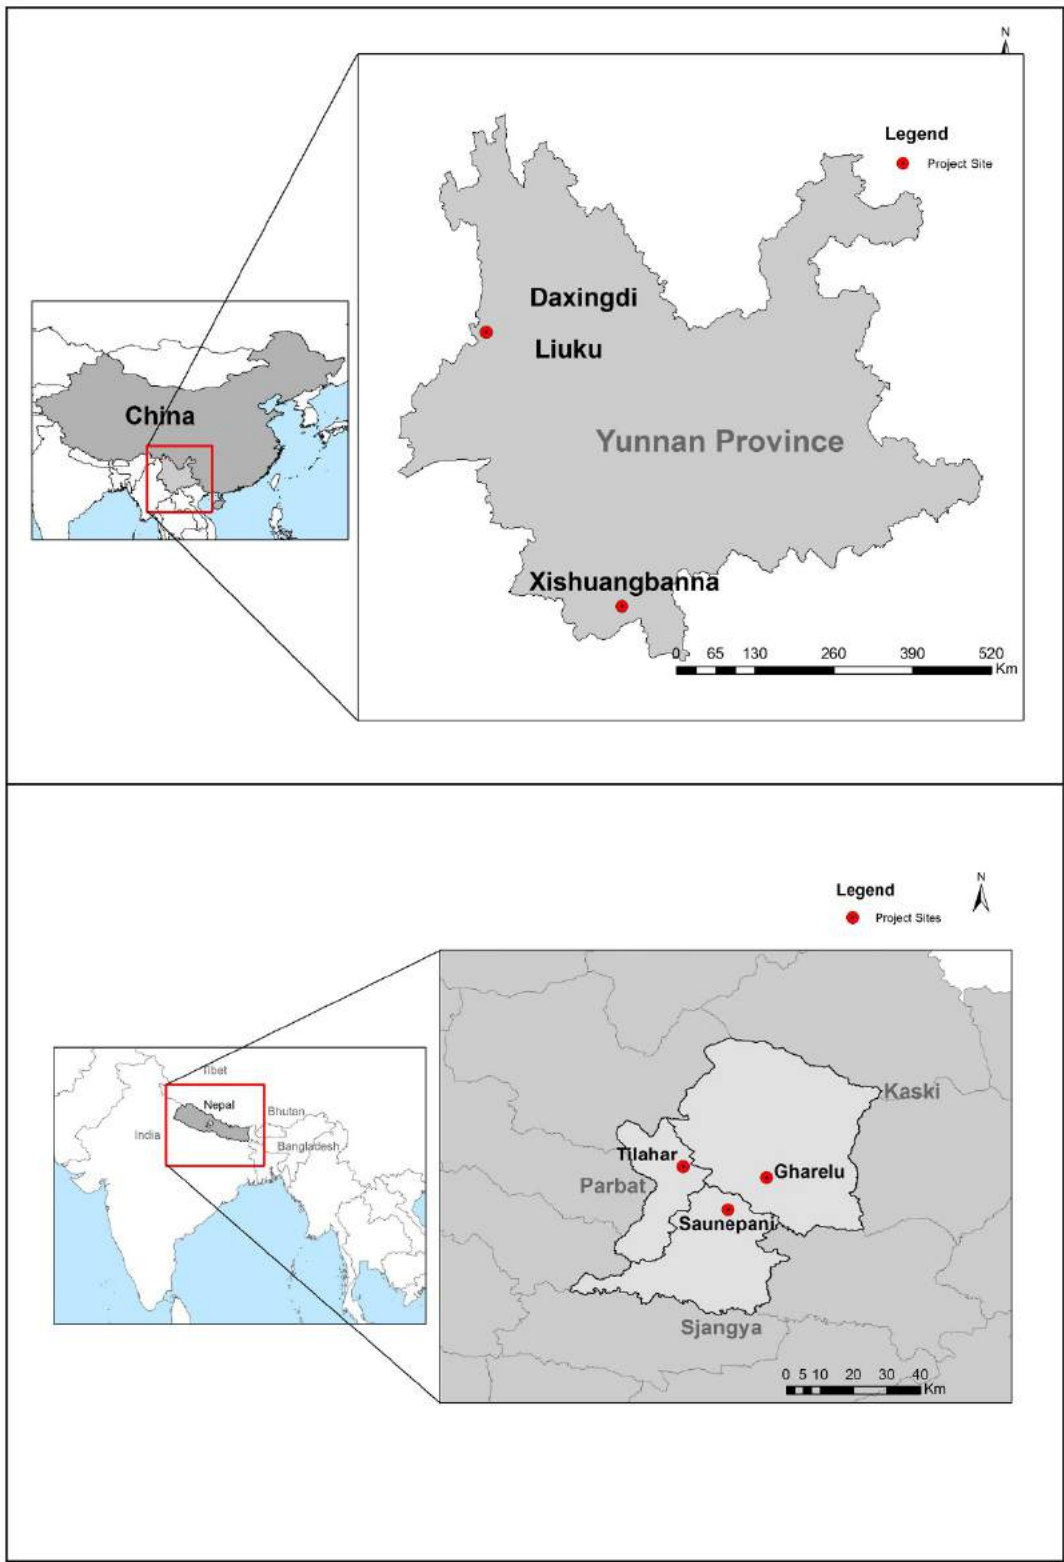 N
Legend
Project Site
Daxingdi
Liuku
China
Yunnan Province
Xishuangbanna
0 65 130 260 390 520
Km
N
Legend
Project Sites
Tibet
Nepal
Bhutan
India
Bangladesh
Kaski
Tilahar
Gharelu
Parbat
Saunepani
Sjangya
0 5 10 20 30 40
Km